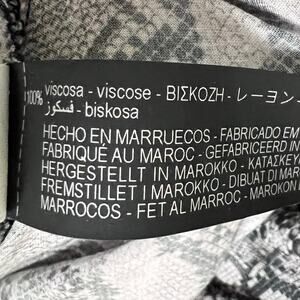 100% viscosa - viscose - ΒΙΣΚΟΖΗ - レーヨン
فسكوز - biskosa
HECHO EN MARRUECOS - FABRICADO EM
FABRIQUÉ AU MAROC - GEFABRICEERD IN
HERGESTELLT IN MAROKKO - ΚΑΤΑΣΚΕΥ
FREMSTILLET I MAROKKO - DIBUAT DI MAR
MARROCOS - FET AL MARROC - MAROKON